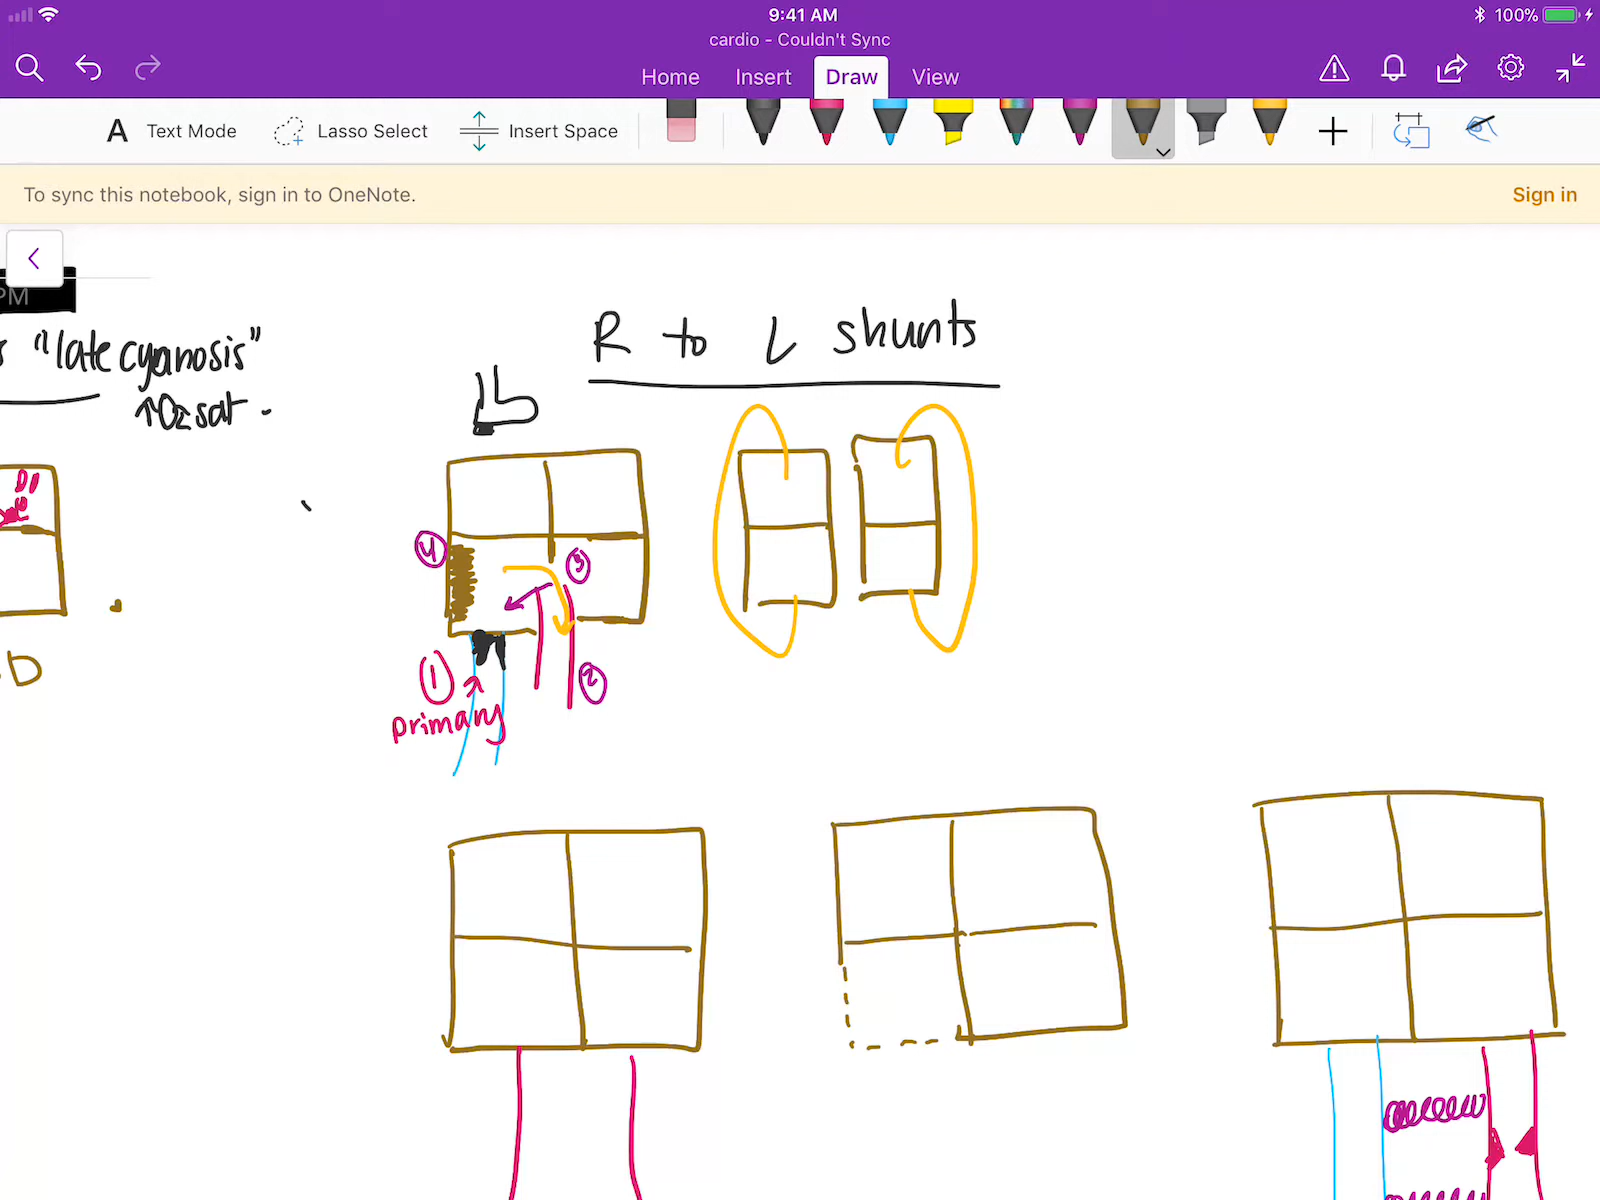 9:41 AM
100%
cardio - Couldn't Sync
Home Insert Draw View
Text Mode Lasso Select Insert Space
To sync this notebook, sign in to OneNote.
Sign in
PM
R to L shunts
"late cyanosis"
↑O2 sat
4
3
1
2
primary
D